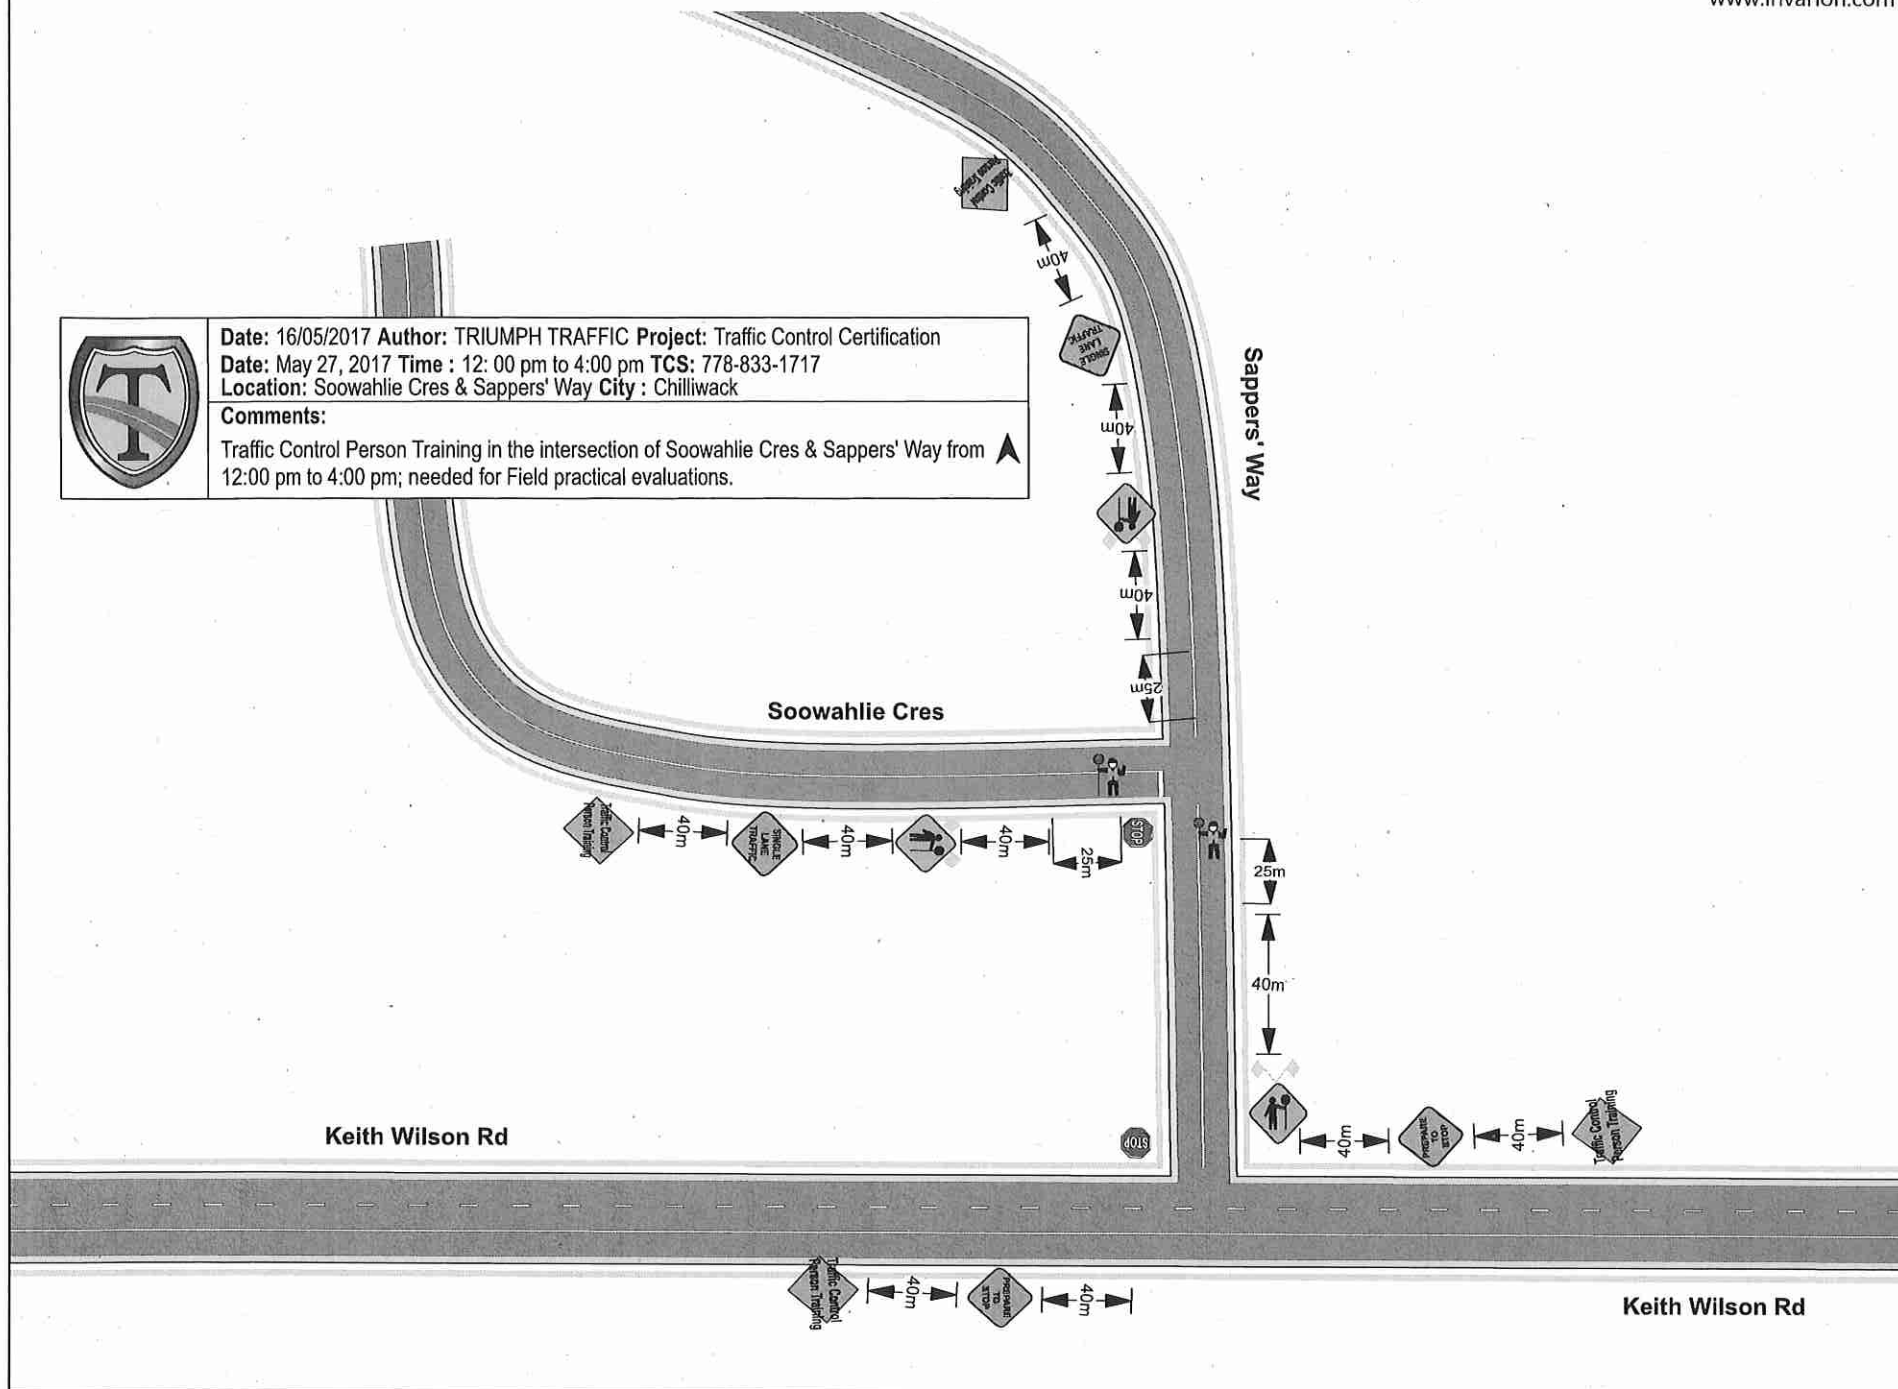 www.invarion.com
Traffic Control
Person Training
40m
SINGLE
LANE
TRAFFIC
40m
40m
25m
Sappers' Way
T
Date: 16/05/2017 Author: TRIUMPH TRAFFIC Project: Traffic Control Certification
Date: May 27, 2017 Time : 12: 00 pm to 4:00 pm TCS: 778-833-1717
Location: Soowahlie Cres & Sappers' Way City : Chilliwack
Comments:
Traffic Control Person Training in the intersection of Soowahlie Cres & Sappers' Way from
12:00 pm to 4:00 pm; needed for Field practical evaluations.
Soowahlie Cres
Traffic Control
Person Training
40m
SINGLE
LANE
TRAFFIC
40m
40m
25m
STOP
25m
40m
Keith Wilson Rd
STOP
40m
PREPARE
TO
STOP
40m
Traffic Control
Person Training
Traffic Control
Person Training
40m
PREPARE
TO
STOP
40m
Keith Wilson Rd